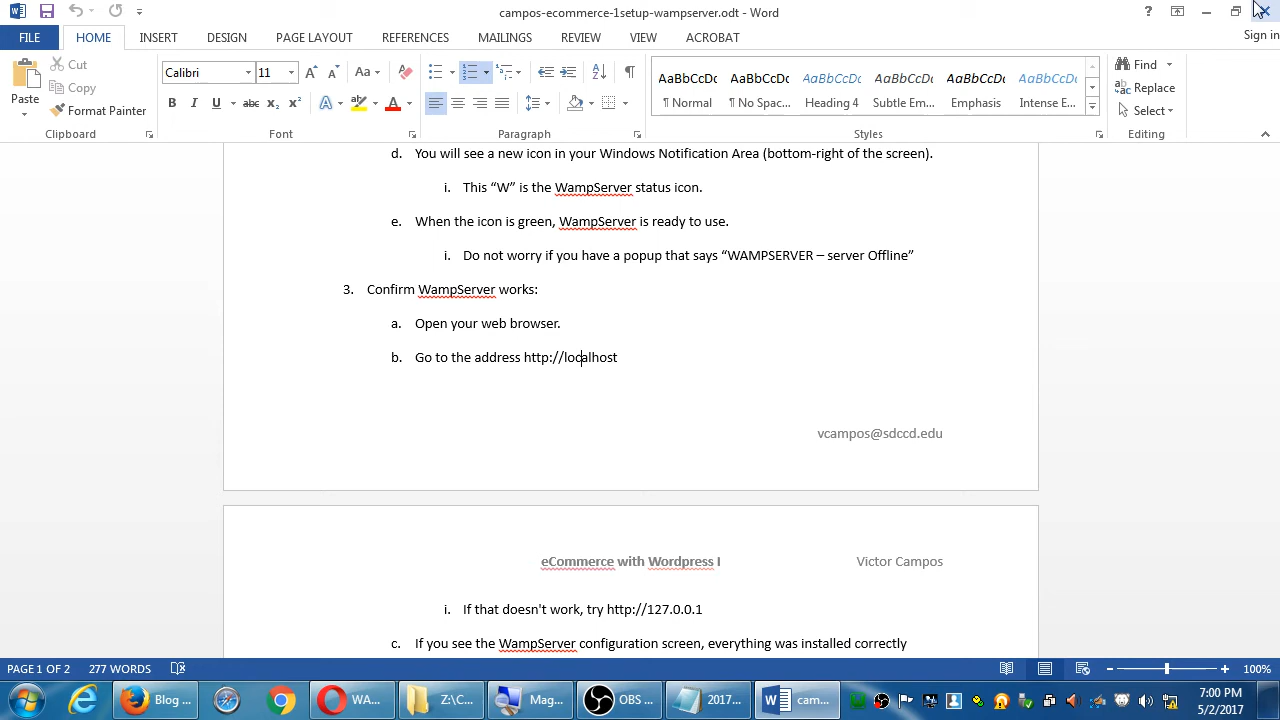 campos-ecommerce-1setup-wampserver.odt - Word
Sign in
FILE HOME INSERT DESIGN PAGE LAYOUT REFERENCES MAILINGS REVIEW VIEW ACROBAT
Paste
Cut
Copy
Format Painter
Calibri 11
AaBbCcDc AaBbCcDc AaBbCcDc AaBbCcDc AaBbCcDc AaBbCcDc
¶ Normal ¶ No Spac... Heading 9 Subtle Em... Emphasis Intense E...
Find
Replace
Select
Clipboard Font Paragraph Styles Editing
d. You will see a new icon in your Windows Notification Area (bottom-right of the screen).
i. This “W” is the WampServer status icon.
e. When the icon is green, WampServer is ready to use.
i. Do not worry if you have a popup that says “WAMPSERVER – server Offline”
3. Confirm WampServer works:
a. Open your web browser.
b. Go to the address http://localhost
vcampos@sdccd.edu
eCommerce with Wordpress I Victor Campos
i. If that doesn't work, try http://127.0.0.1
c. If you see the WampServer configuration screen, everything was installed correctly
PAGE 1 OF 2 277 WORDS 100%
Blog ... WA... Z:\C... Mag... OBS ... 2017... cam...
7:00 PM
5/2/2017